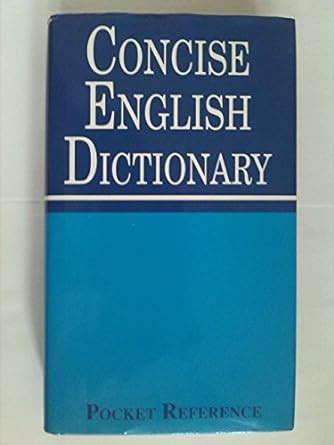 CONCISE
ENGLISH
DICTIONARY
POCKET REFERENCE